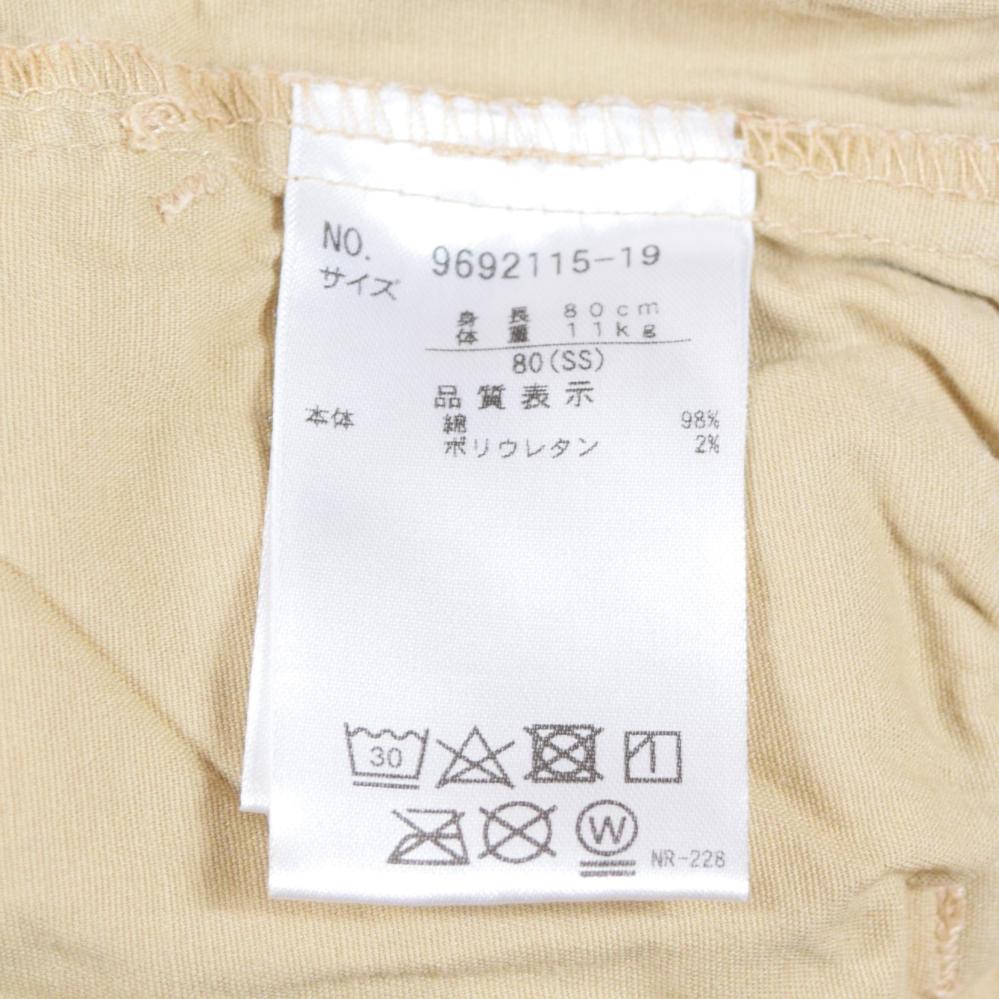 NO. 9692115-19
サイズ
身長 80cm
体重 11kg
80(SS)
品質表示
本体 綿 98%
ポリウレタン 2%
30
W
NR-228